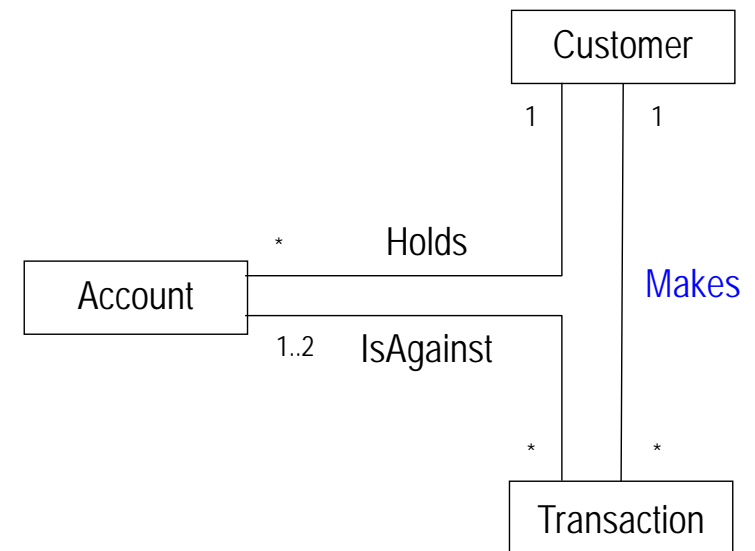 Customer
1 1
* Holds
Account
Makes
1..2 IsAgainst
* *
Transaction